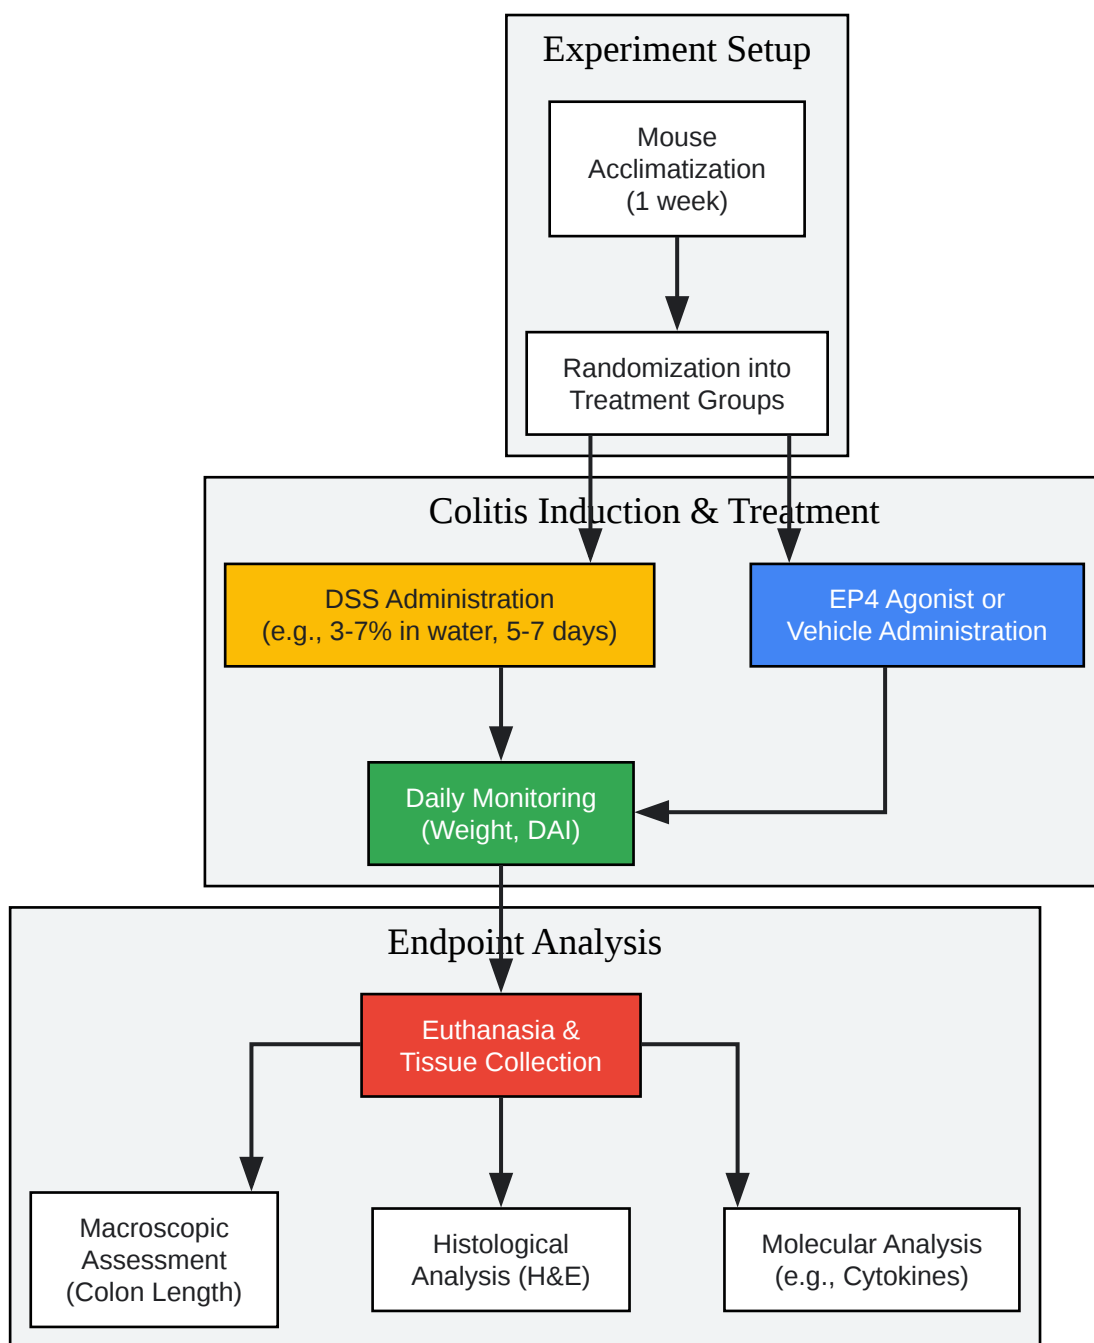 Experiment Setup
Mouse
Acclimatization
(1 week)
Randomization into
Treatment Groups
Colitis Induction & Treatment
DSS Administration
(e.g., 3-7% in water, 5-7 days)
EP4 Agonist or
Vehicle Administration
Daily Monitoring
(Weight, DAI)
Endpoint Analysis
Euthanasia &
Tissue Collection
Macroscopic
Assessment
(Colon Length)
Histological
Analysis (H&E)
Molecular Analysis
(e.g., Cytokines)